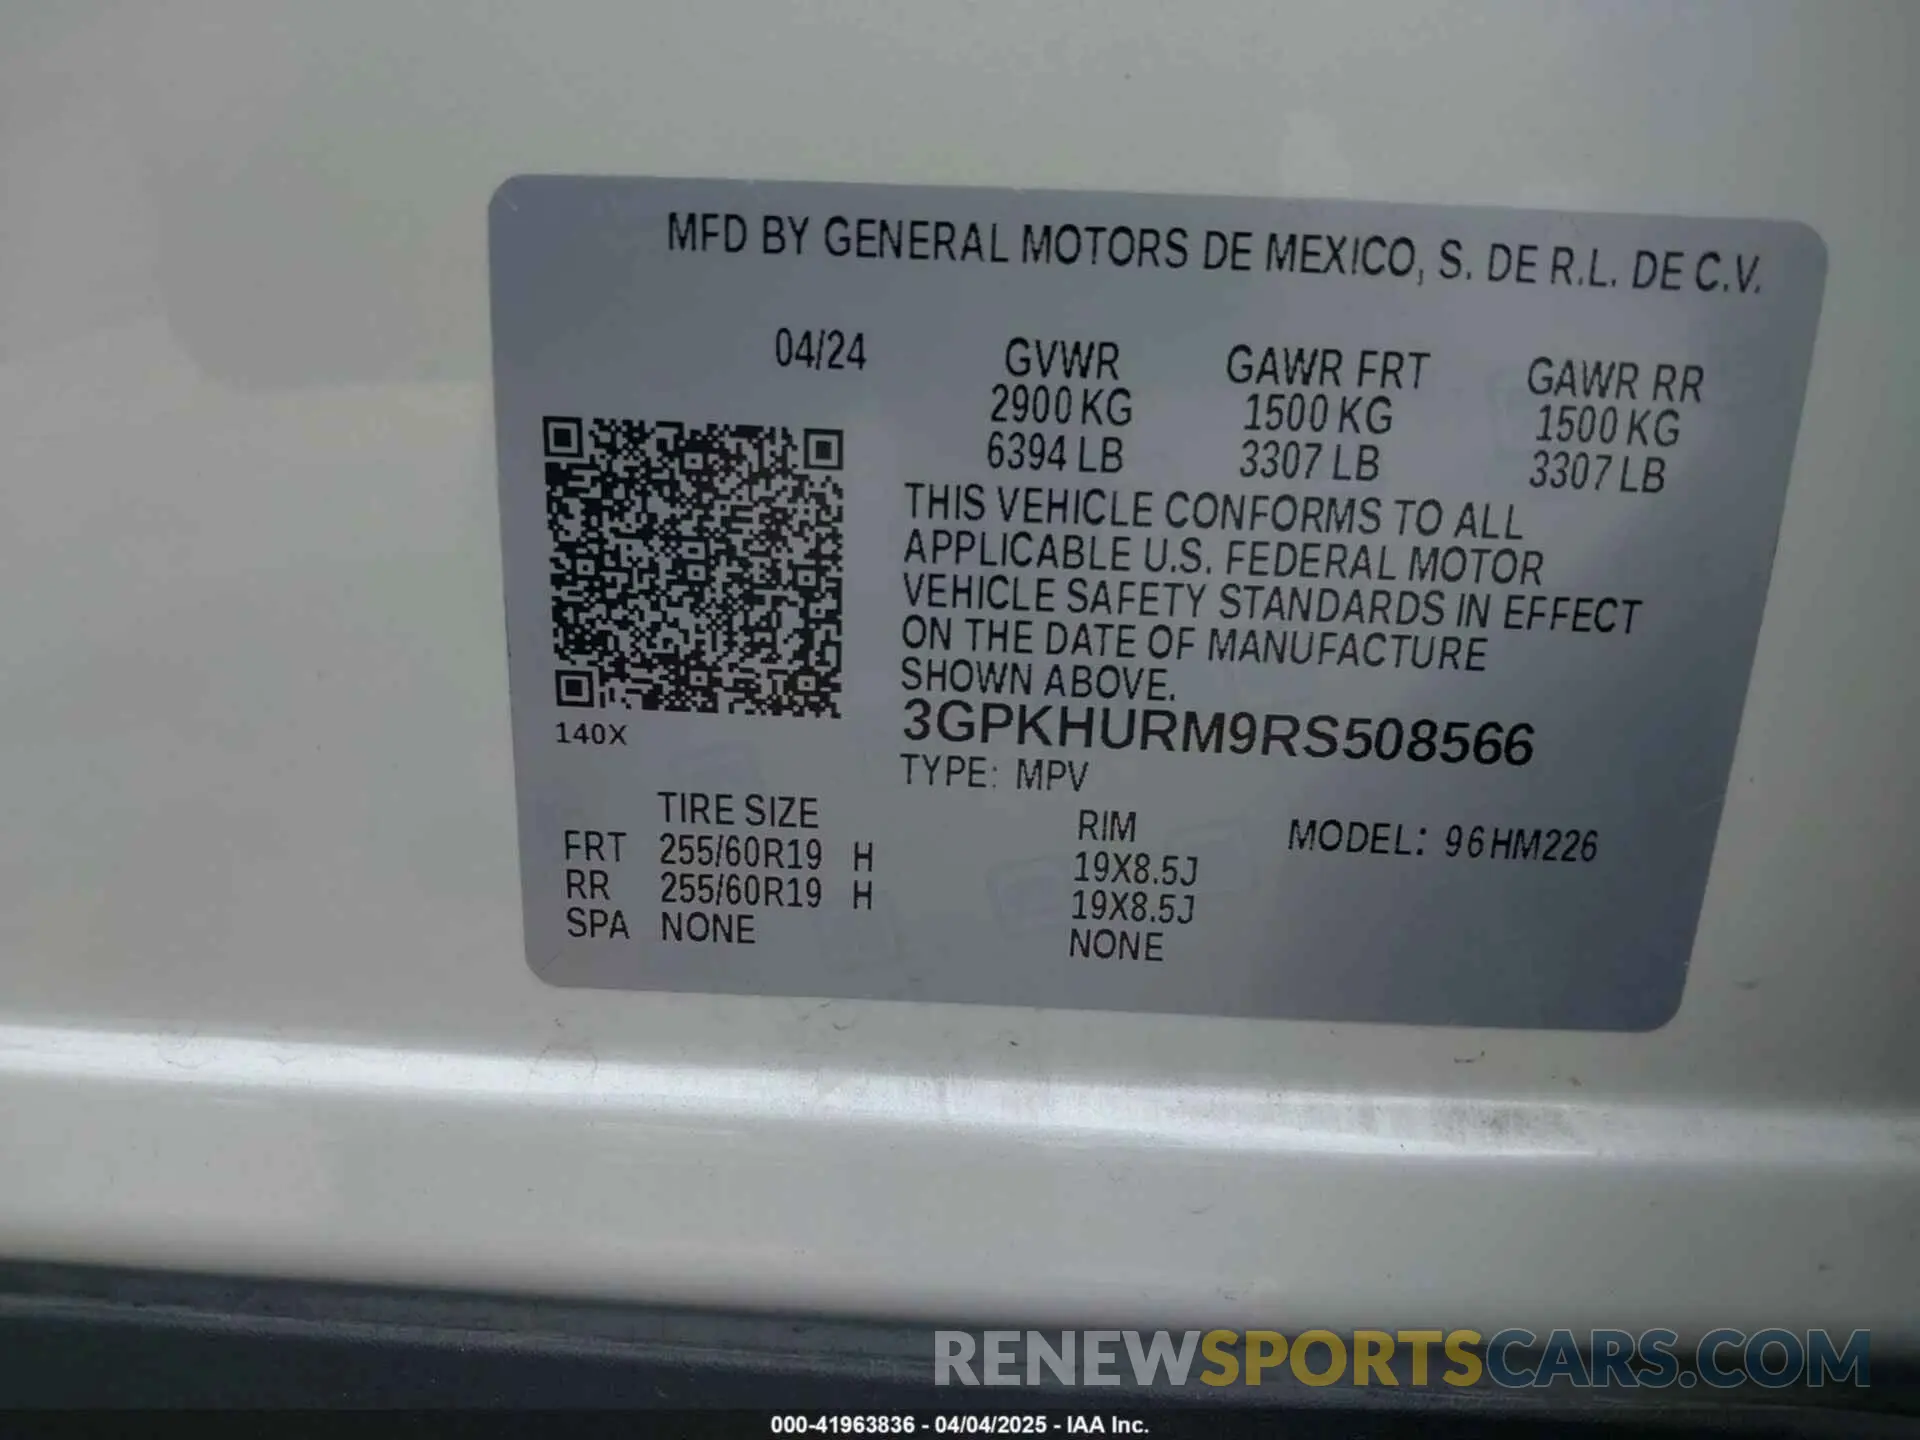 MFD BY GENERAL MOTORS DE MEXICO, S. DE R.L. DE C.V.
04/24 GVWR GAWR FRT GAWR RR
2900 KG 1500 KG 1500 KG
6394 LB 3307 LB 3307 LB
THIS VEHICLE CONFORMS TO ALL
APPLICABLE U.S. FEDERAL MOTOR
VEHICLE SAFETY STANDARDS IN EFFECT
ON THE DATE OF MANUFACTURE
SHOWN ABOVE.
3GPKHURM9RS508566
140X
TYPE: MPV
TIRE SIZE RIM MODEL: 96HM226
FRT 255/60R19 H 19X8.5J
RR 255/60R19 H 19X8.5J
SPA NONE NONE
RENEWSPORTSCARS.COM
000-41963836 - 04/04/2025 - IAA Inc.